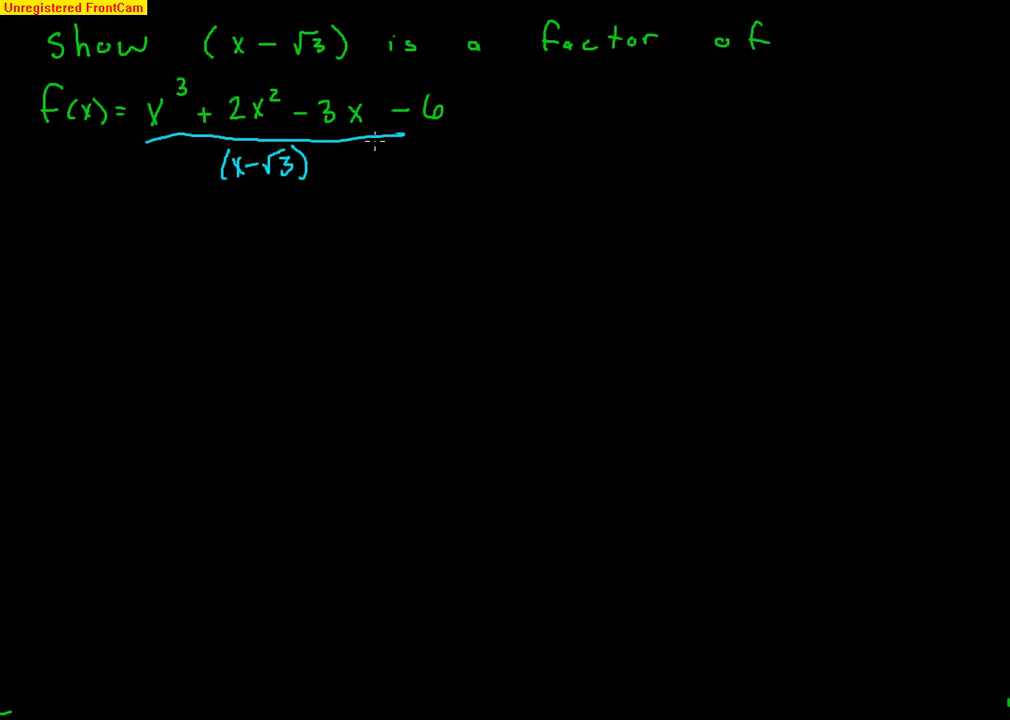 Unregistered FrontCam
Show (x - √3) is a factor of
f(x) = x³ + 2x² - 3x - 6
(x-√3)